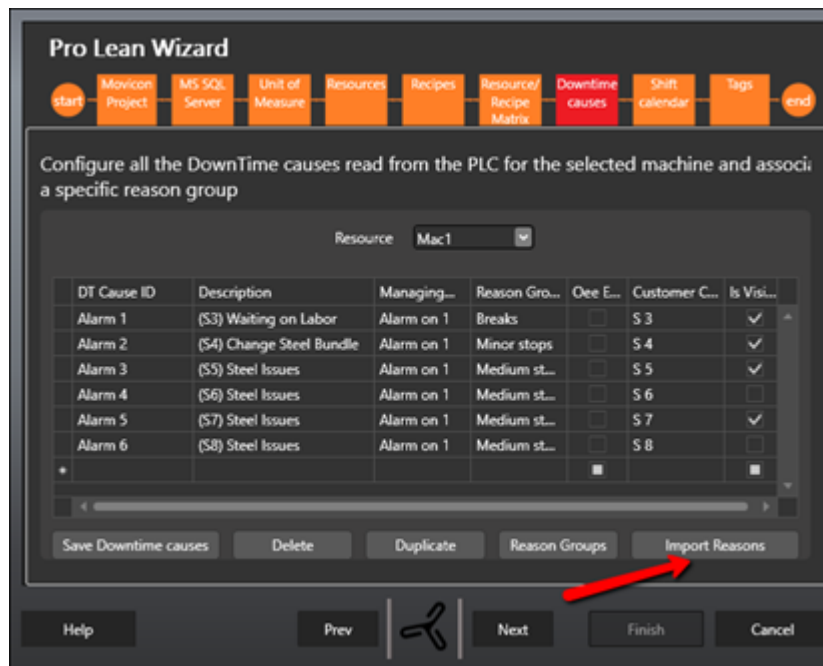 Pro Lean Wizard
start
Movicon
Project
MS SQL
Server
Unit of
Measure
Resources
Recipes
Resource/
Recipe
Matrix
Downtime
causes
Shift
calendar
Tags
end
Configure all the DownTime causes read from the PLC for the selected machine and associa
a specific reason group
Resource Mac1
DT Cause ID Description Managing... Reason Gro... Oee E... Customer C... Is Visi...
Alarm 1 (S3) Waiting on Labor Alarm on 1 Breaks S 3
Alarm 2 (S4) Change Steel Bundle Alarm on 1 Minor stops S 4
Alarm 3 (S5) Steel Issues Alarm on 1 Medium st... S 5
Alarm 4 (S6) Steel Issues Alarm on 1 Medium st... S 6
Alarm 5 (S7) Steel Issues Alarm on 1 Medium st... S 7
Alarm 6 (S8) Steel Issues Alarm on 1 Medium st... S 8
Save Downtime causes Delete Duplicate Reason Groups Import Reasons
Help Prev Next Finish Cancel